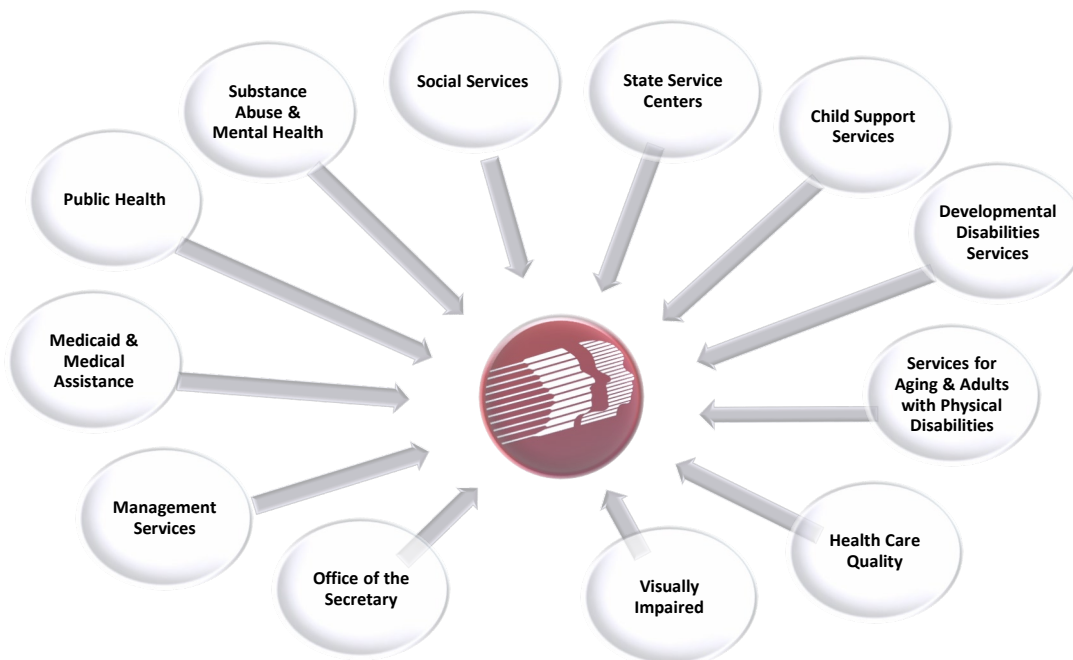 Social Services
State Service
Centers
Child Support
Services
Developmental
Disabilities
Services
Services for
Aging & Adults
with Physical
Disabilities
Health Care
Quality
Visually
Impaired
Office of the
Secretary
Management
Services
Medicaid &
Medical
Assistance
Public Health
Substance
Abuse &
Mental Health